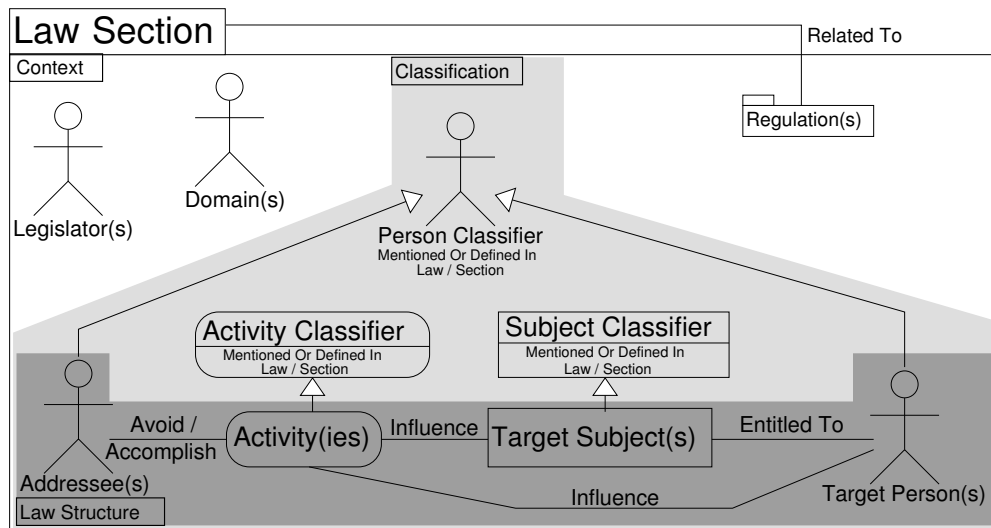 Law Section
Related To
Context
Classification
Regulation(s)
Legislator(s)
Domain(s)
Person Classifier
Mentioned Or Defined In
Law / Section
Activity Classifier
Mentioned Or Defined In
Law / Section
Subject Classifier
Mentioned Or Defined In
Law / Section
Avoid /
Accomplish
Activity(ies)
Influence
Target Subject(s)
Entitled To
Addressee(s)
Influence
Target Person(s)
Law Structure